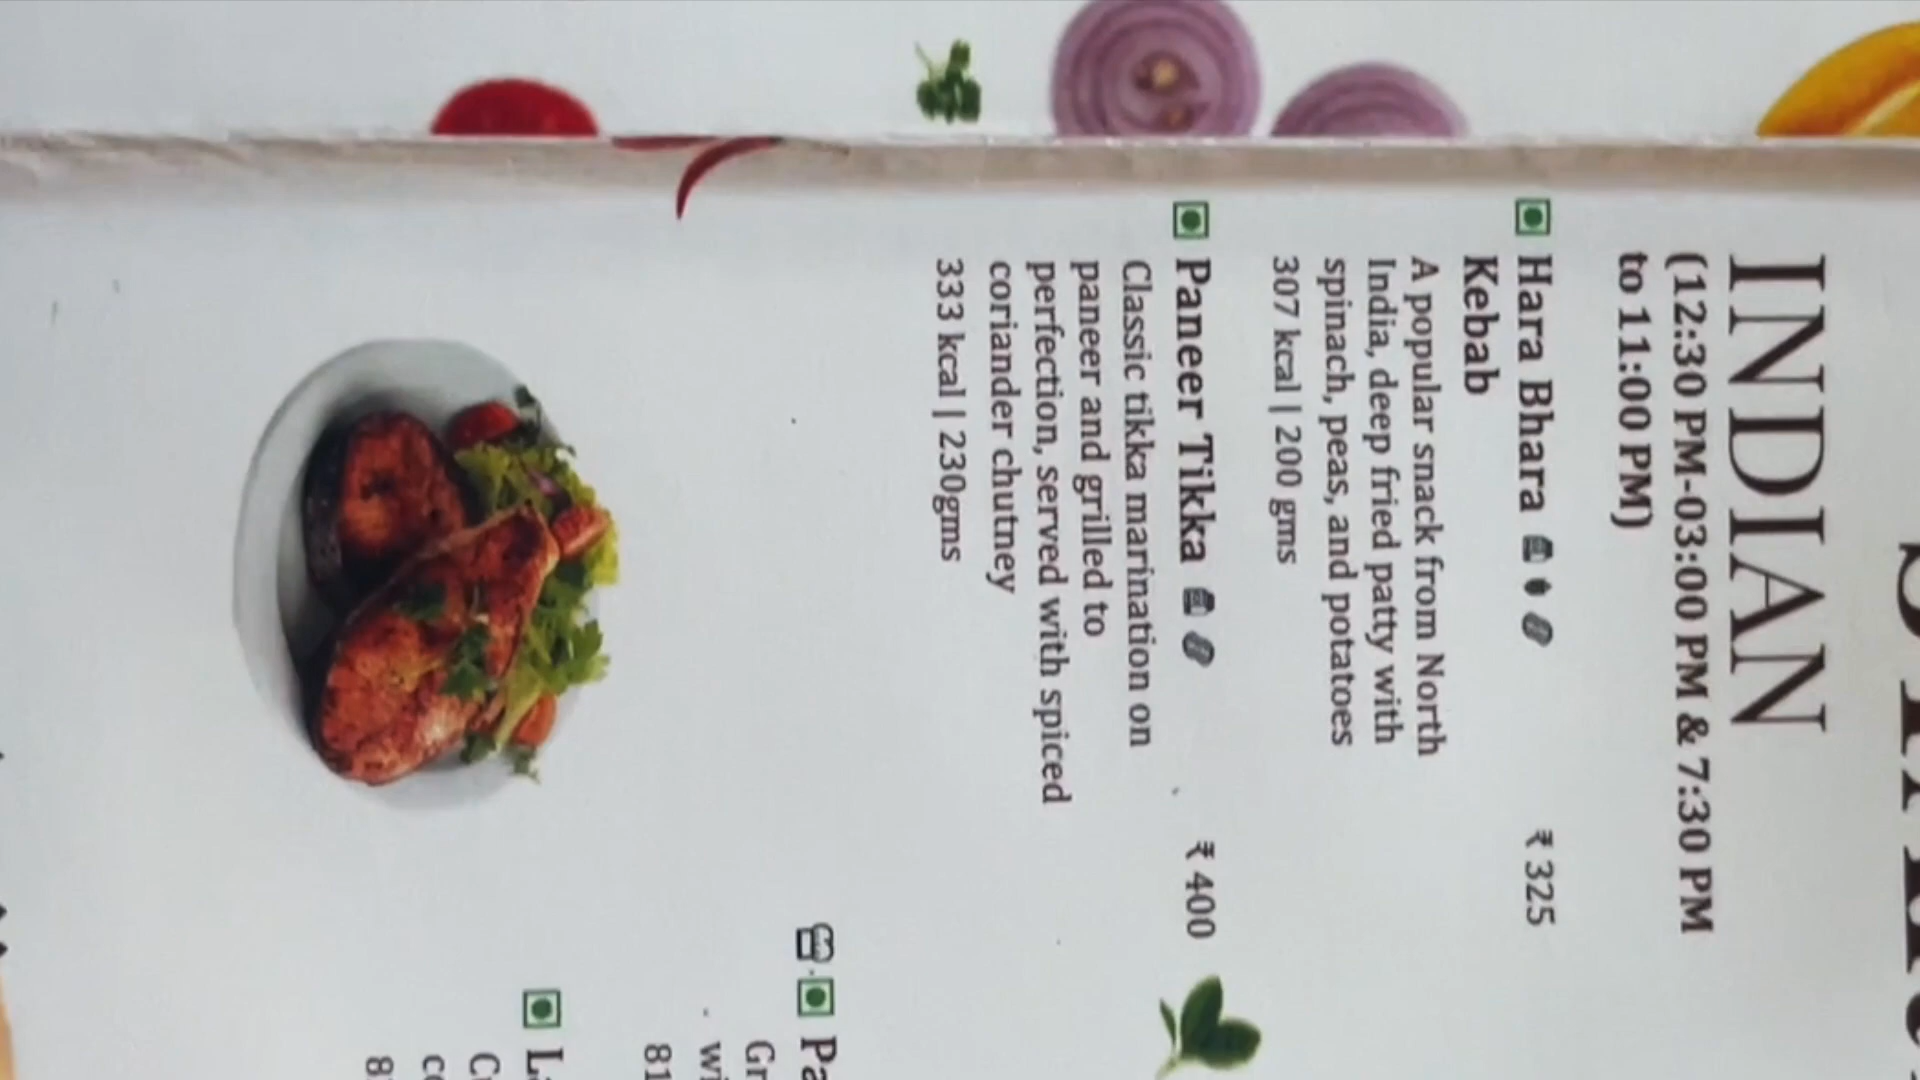 INDIAN
(12:30 PM-03:00 PM & 7:30 PM
to 11:00 PM)
Hara Bhara ₹ 325
Kebab
A popular snack from North
India, deep fried patty with
spinach, peas, and potatoes
307 kcal | 200 gms
Paneer Tikka ₹ 400
Classic tikka marination on
paneer and grilled to
perfection, served with spiced
coriander chutney
333 kcal | 230gms